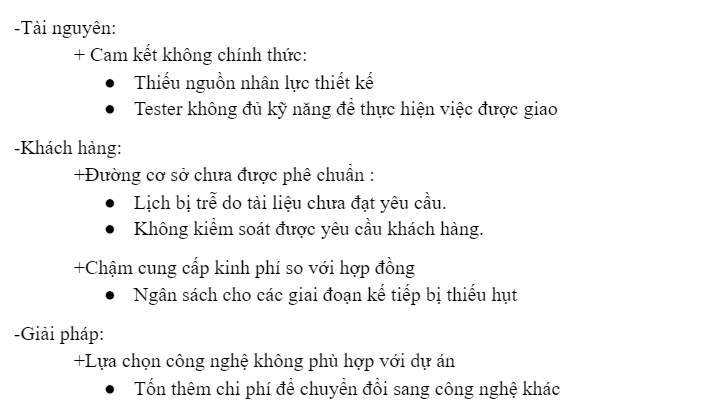 -Tài nguyên:
+ Cam kết không chính thức:
● Thiếu nguồn nhân lực thiết kế
● Tester không đủ kỹ năng để thực hiện việc được giao
-Khách hàng:
+Đường cơ sở chưa được phê chuẩn :
● Lịch bị trễ do tài liệu chưa đạt yêu cầu.
● Không kiểm soát được yêu cầu khách hàng.
+Chậm cung cấp kinh phí so với hợp đồng
● Ngân sách cho các giai đoạn kế tiếp bị thiếu hụt
-Giải pháp:
+Lựa chọn công nghệ không phù hợp với dự án
● Tốn thêm chi phí để chuyển đổi sang công nghệ khác